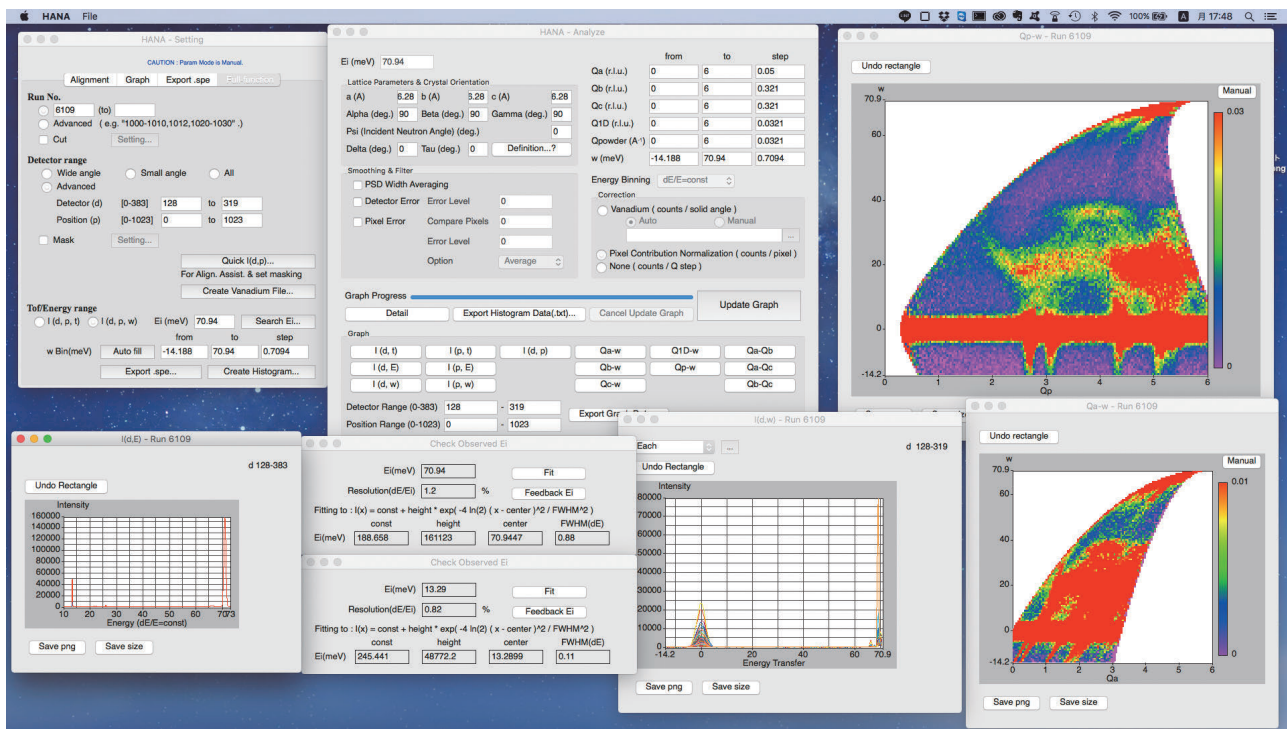 HANA File 100% 月17:48
HANA - Setting
CAUTION : Param Mode is Manual.
Alignment Graph Export .spe Full-function
Run No.
6109 (to)
Advanced ( e.g. "1000-1010,1012,1020-1030" .)
Cut Setting...
Detector range
Wide angle Small angle All
Advanced
Detector (d) [0-383] 128 to 319
Position (p) [0-1023] 0 to 1023
Mask Setting...
Quick I(d,p)...
For Align. Assist. & set masking
Create Vanadium File...
Tof/Energy range
I (d, p, t) I (d, p, w) Ei (meV) 70.94 Search Ei...
from to step
w Bin(meV) Auto fill -14.188 70.94 0.7094
Export .spe... Create Histogram...
HANA - Analyze
Ei (meV) 70.94
Lattice Parameters & Crystal Orientation
a (A) 6.28 b (A) 6.28 c (A) 6.28
Alpha (deg.) 90 Beta (deg.) 90 Gamma (deg.) 90
Psi (Incident Neutron Angle) (deg.) 0
Delta (deg.) 0 Tau (deg.) 0 Definition...?
Smoothing & Filter
PSD Width Averaging
Detector Error Error Level 0
Pixel Error Compare Pixels 0
Error Level 0
Option Average
from to step
Qa (r.l.u.) 0 6 0.05
Qb (r.l.u.) 0 6 0.321
Qc (r.l.u.) 0 6 0.321
Q1D (r.l.u.) 0 6 0.0321
Qpowder (A⁻¹) 0 6 0.0321
w (meV) -14.188 70.94 0.7094
Energy Binning dE/E=const
Correction
Vanadium ( counts / solid angle )
Auto Manual
...
Pixel Contribution Normalization ( counts / pixel )
None ( counts / Q step )
Graph Progress
Detail Export Histogram Data(.txt)... Cancel Update Graph Update Graph
Graph
I (d, t) I (p, t) I (d, p) Qa-w Q1D-w Qa-Qb
I (d, E) I (p, E) Qb-w Qp-w Qa-Qc
I (d, w) I (p, w) Qc-w Qb-Qc
Detector Range (0-383) 128 - 319
Position Range (0-1023) 0 - 1023
Qp-w - Run 6109
Undo rectangle
Manual
w
70.9
60
40
20
0
-14.2
0 1 2 3 4 5 6
Qp
0.03
0
I(d,E) - Run 6109
d 128-383
Undo Rectangle
Intensity
160000
140000
120000
100000
80000
60000
40000
20000
0
10 20 30 40 50 60 70 73
Energy (dE/E=const)
Save png Save size
Check Observed Ei
Ei(meV) 70.94 Fit
Resolution(dE/Ei) 1.2 % Feedback Ei
Fitting to : I(x) = const + height * exp( -4 ln(2) ( x - center )^2 / FWHM^2 )
const height center FWHM(dE)
Ei(meV) 188.658 161123 70.9447 0.88
Check Observed Ei
Ei(meV) 13.29 Fit
Resolution(dE/Ei) 0.82 % Feedback Ei
Fitting to : I(x) = const + height * exp( -4 ln(2) ( x - center )^2 / FWHM^2 )
const height center FWHM(dE)
Ei(meV) 245.441 48772.2 13.2899 0.11
I(d,w) - Run 6109
Each ... d 128-319
Undo Rectangle
Intensity
80000
70000
60000
50000
40000
30000
20000
10000
0
-14.2 0 20 40 60 70.9
Energy Transfer
Save png Save size
Qa-w - Run 6109
Undo rectangle
Manual
w
70.9
60
40
20
0
-14.2
0 1 2 3 4 5 6
Qa
0.01
0
Save png Save size